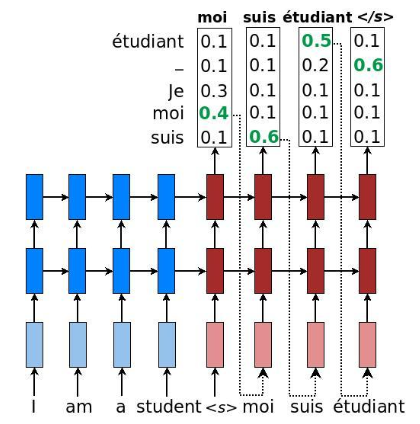 moi suis étudiant </s>
étudiant 0.1 0.1 0.5 0.1
_ 0.1 0.1 0.2 0.6
Je 0.3 0.1 0.1 0.1
moi 0.4 0.1 0.1 0.1
suis 0.1 0.6 0.1 0.1
I am a student <s> moi suis étudiant